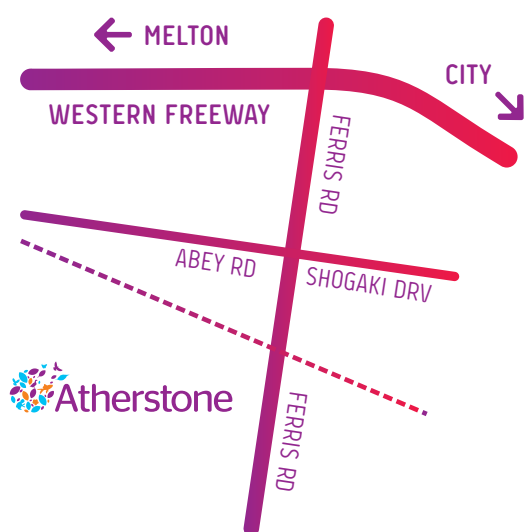 MELTON
CITY
WESTERN FREEWAY
FERRIS RD
ABEY RD
SHOGAKI DRV
Atherstone
FERRIS RD